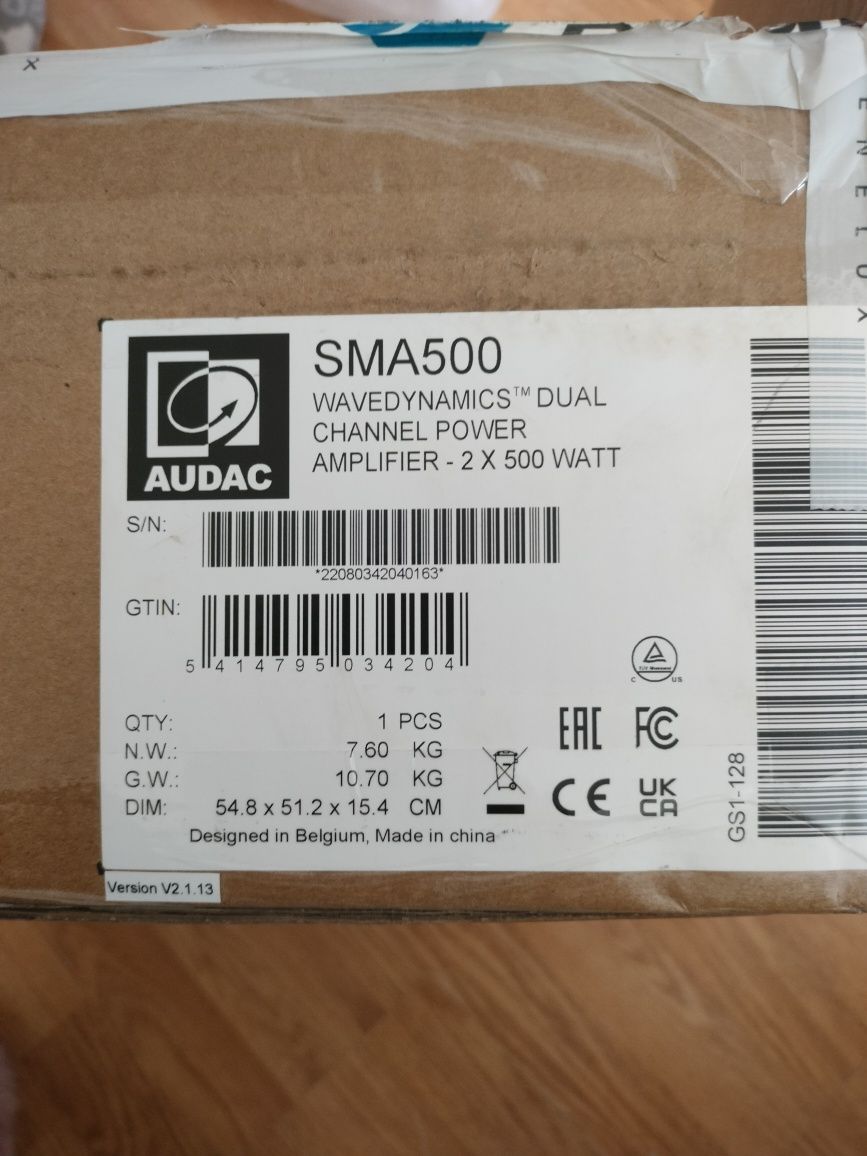 x
AUDAC
SMA500
WAVEDYNAMICS™ DUAL
CHANNEL POWER
AMPLIFIER - 2 X 500 WATT
S/N:
*22080342040163*
GTIN:
5 414795 034204
QTY: 1 PCS
N.W.: 7.60 KG
G.W.: 10.70 KG
DIM: 54.8 x 51.2 x 15.4 CM
Designed in Belgium, Made in china
C US
EAC FC
CE UK
CA
GS1-128
Version V2.1.13